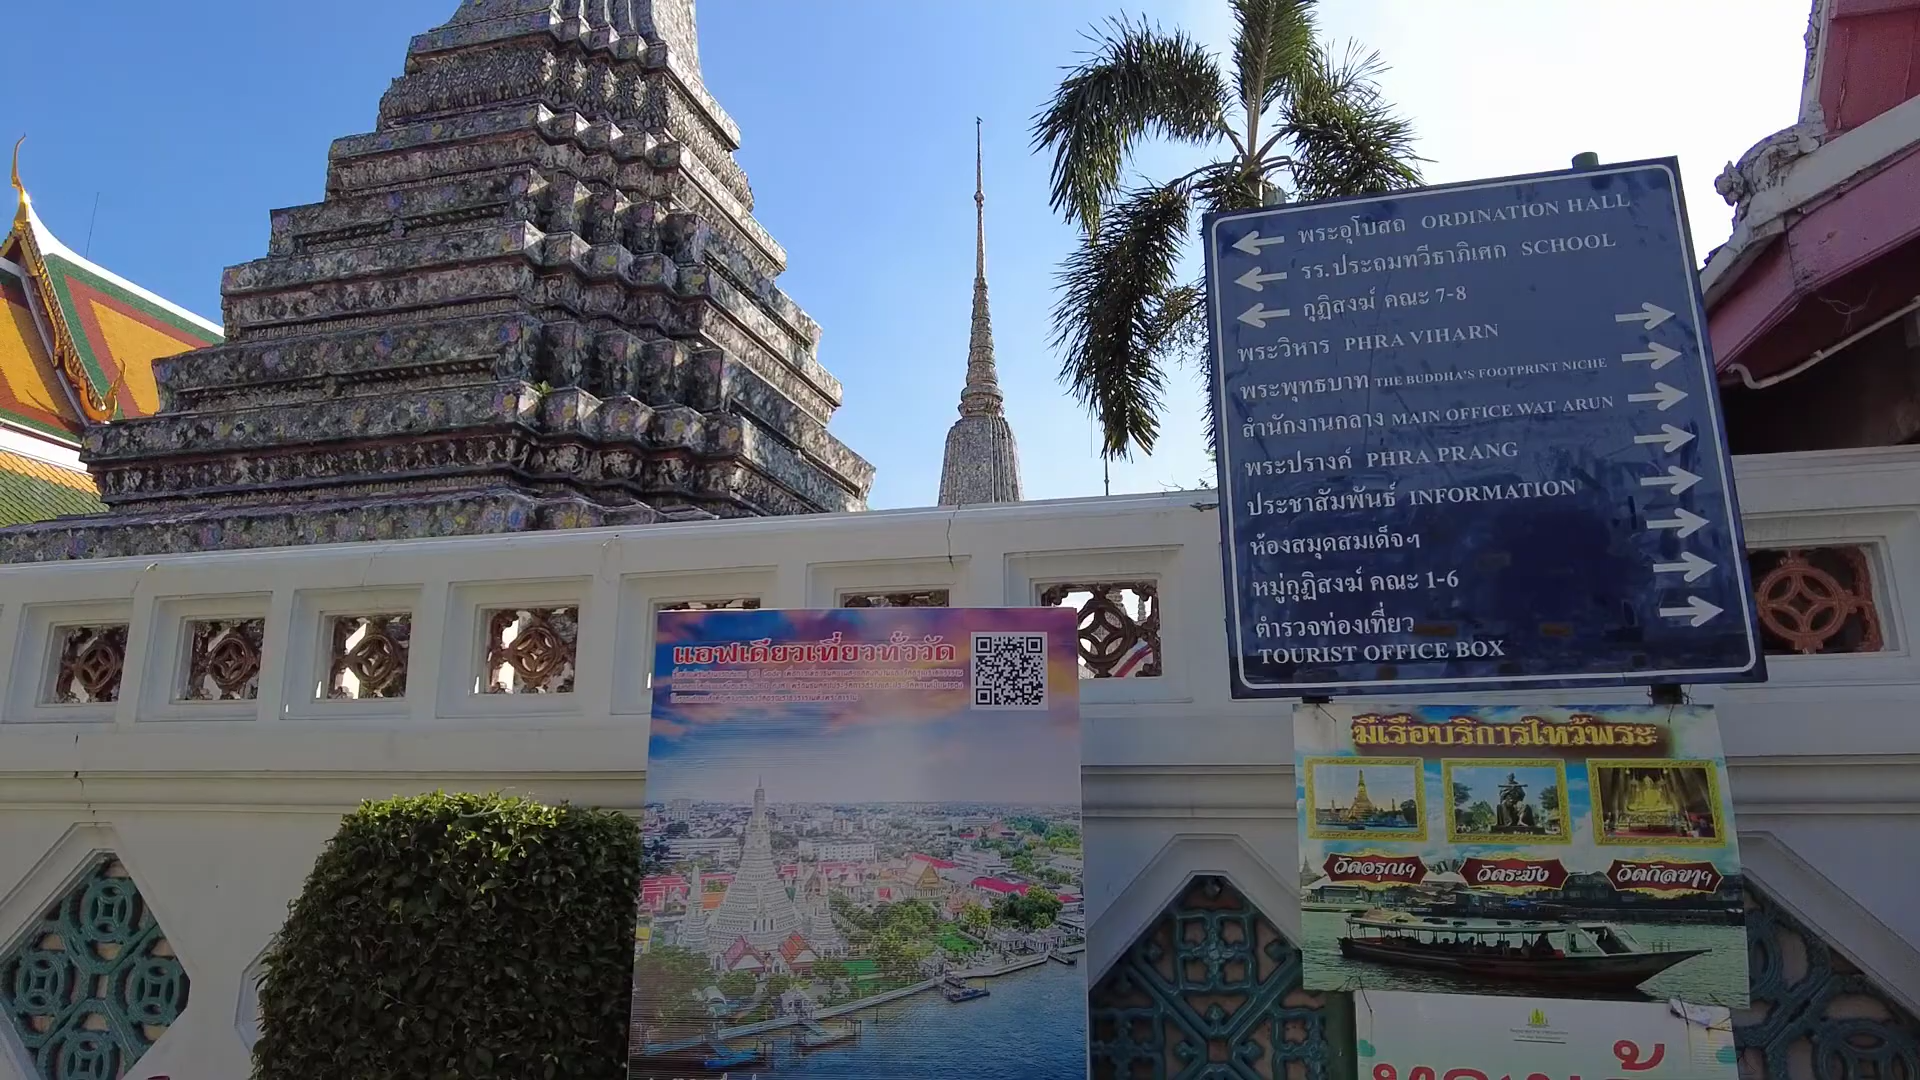 พระอุโบสถ ORDINATION HALL
รร.ประถมทวีธาภิเศก SCHOOL
กุฏิสงฆ์ คณะ 7-8
พระวิหาร PHRA VIHARN
พระพุทธบาท THE BUDDHA'S FOOTPRINT NICHE
สำนักงานกลาง MAIN OFFICE WAT ARUN
พระปรางค์ PHRA PRANG
ประชาสัมพันธ์ INFORMATION
ห้องสมุดสมเด็จฯ
หมู่กุฏิสงฆ์ คณะ 1-6
ตำรวจท่องเที่ยว
TOURIST OFFICE BOX
แอฟเดียวเที่ยวทั่ววัด
มีเรือบริการไหว้พระ
วัดอรุณฯ
วัดระฆัง
วัดกัลยาฯ